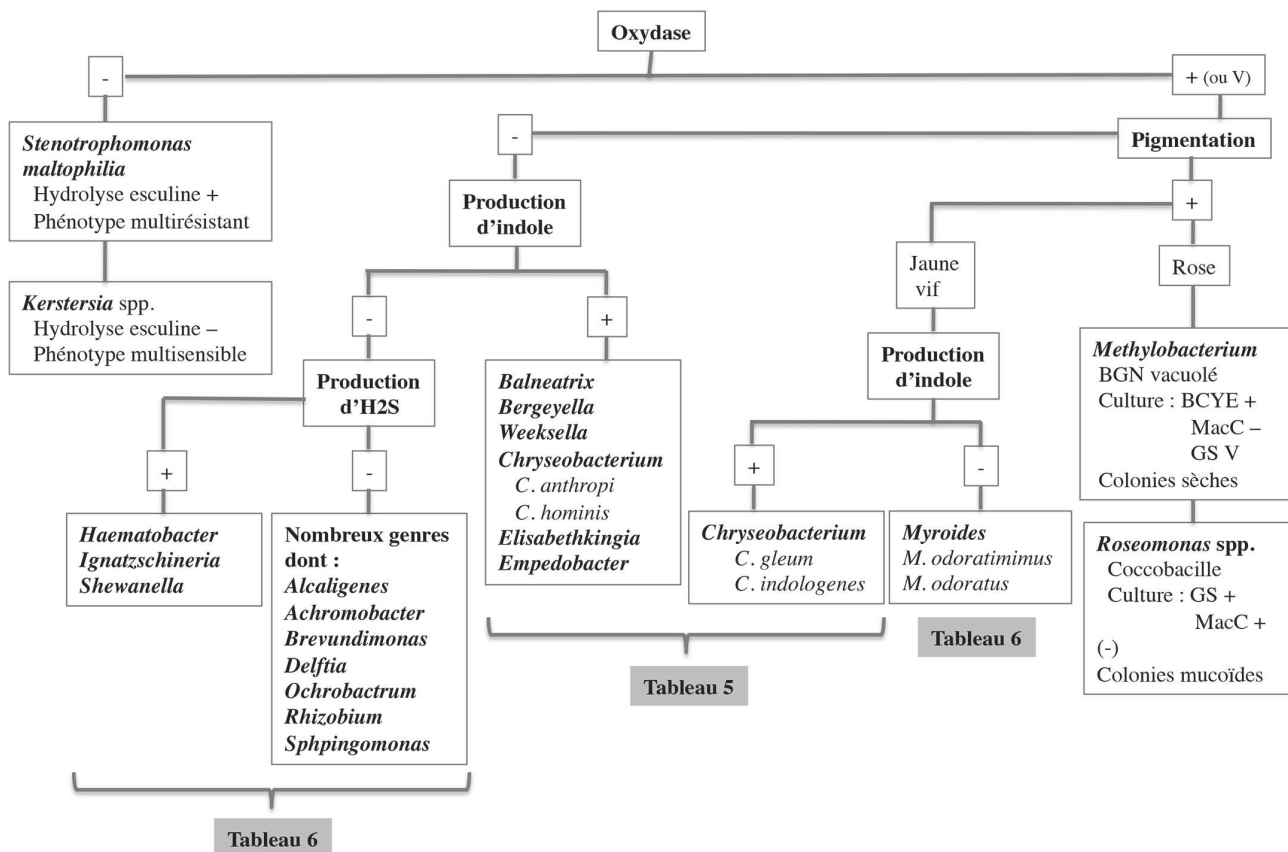 Oxydase
-
+ (ou V)
Stenotrophomonas
maltophilia
Hydrolyse esculine +
Phénotype multirésistant
Kerstersia spp.
Hydrolyse esculine –
Phénotype multisensible
Pigmentation
-
+
Production
d’indole
-
+
Production
d’H2S
+
-
Haematobacter
Ignatzschineria
Shewanella
Nombreux genres
dont :
Alcaligenes
Achromobacter
Brevundimonas
Delftia
Ochrobactrum
Rhizobium
Sphpingomonas
Tableau 6
Balneatrix
Bergeyella
Weeksella
Chryseobacterium
C. anthropi
C. hominis
Elisabethkingia
Empedobacter
Jaune
vif
Production
d’indole
+
-
Chryseobacterium
C. gleum
C. indologenes
Tableau 5
Myroides
M. odoratimimus
M. odoratus
Tableau 6
Rose
Methylobacterium
BGN vacuolé
Culture : BCYE +
MacC –
GS V
Colonies sèches
Roseomonas spp.
Coccobacille
Culture : GS +
MacC +
(-)
Colonies mucoïdes